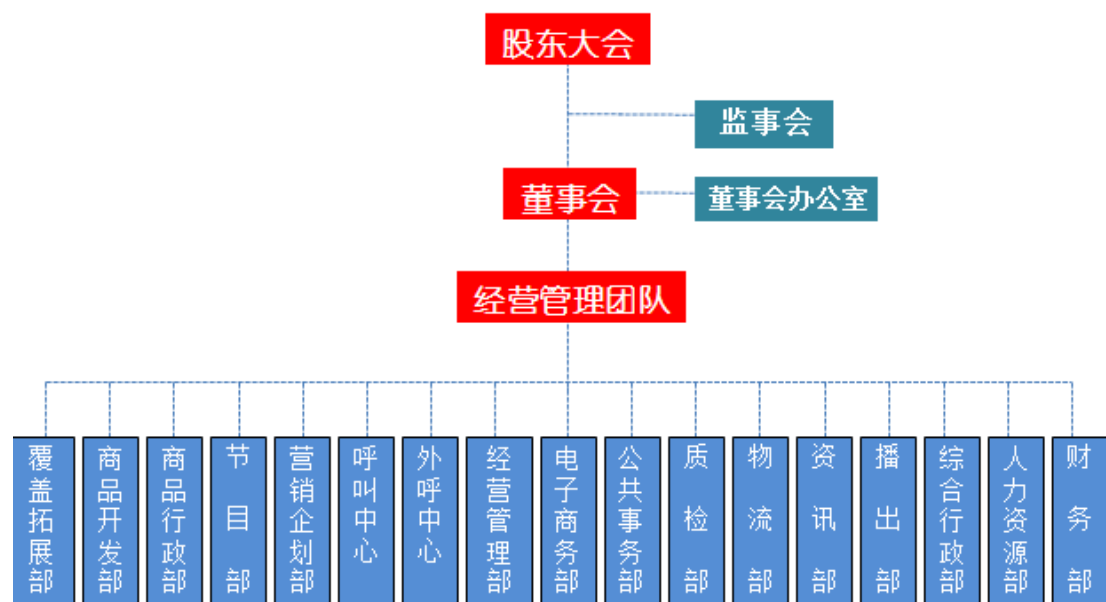 股东大会
监事会
董事会
董事会办公室
经营管理团队
覆盖拓展部
商品开发部
商品行政部
节目部
营销企划部
呼叫中心
外呼中心
经营管理部
电子商务部
公共事务部
质检部
物流部
资讯部
播出部
综合行政部
人力资源部
财务部